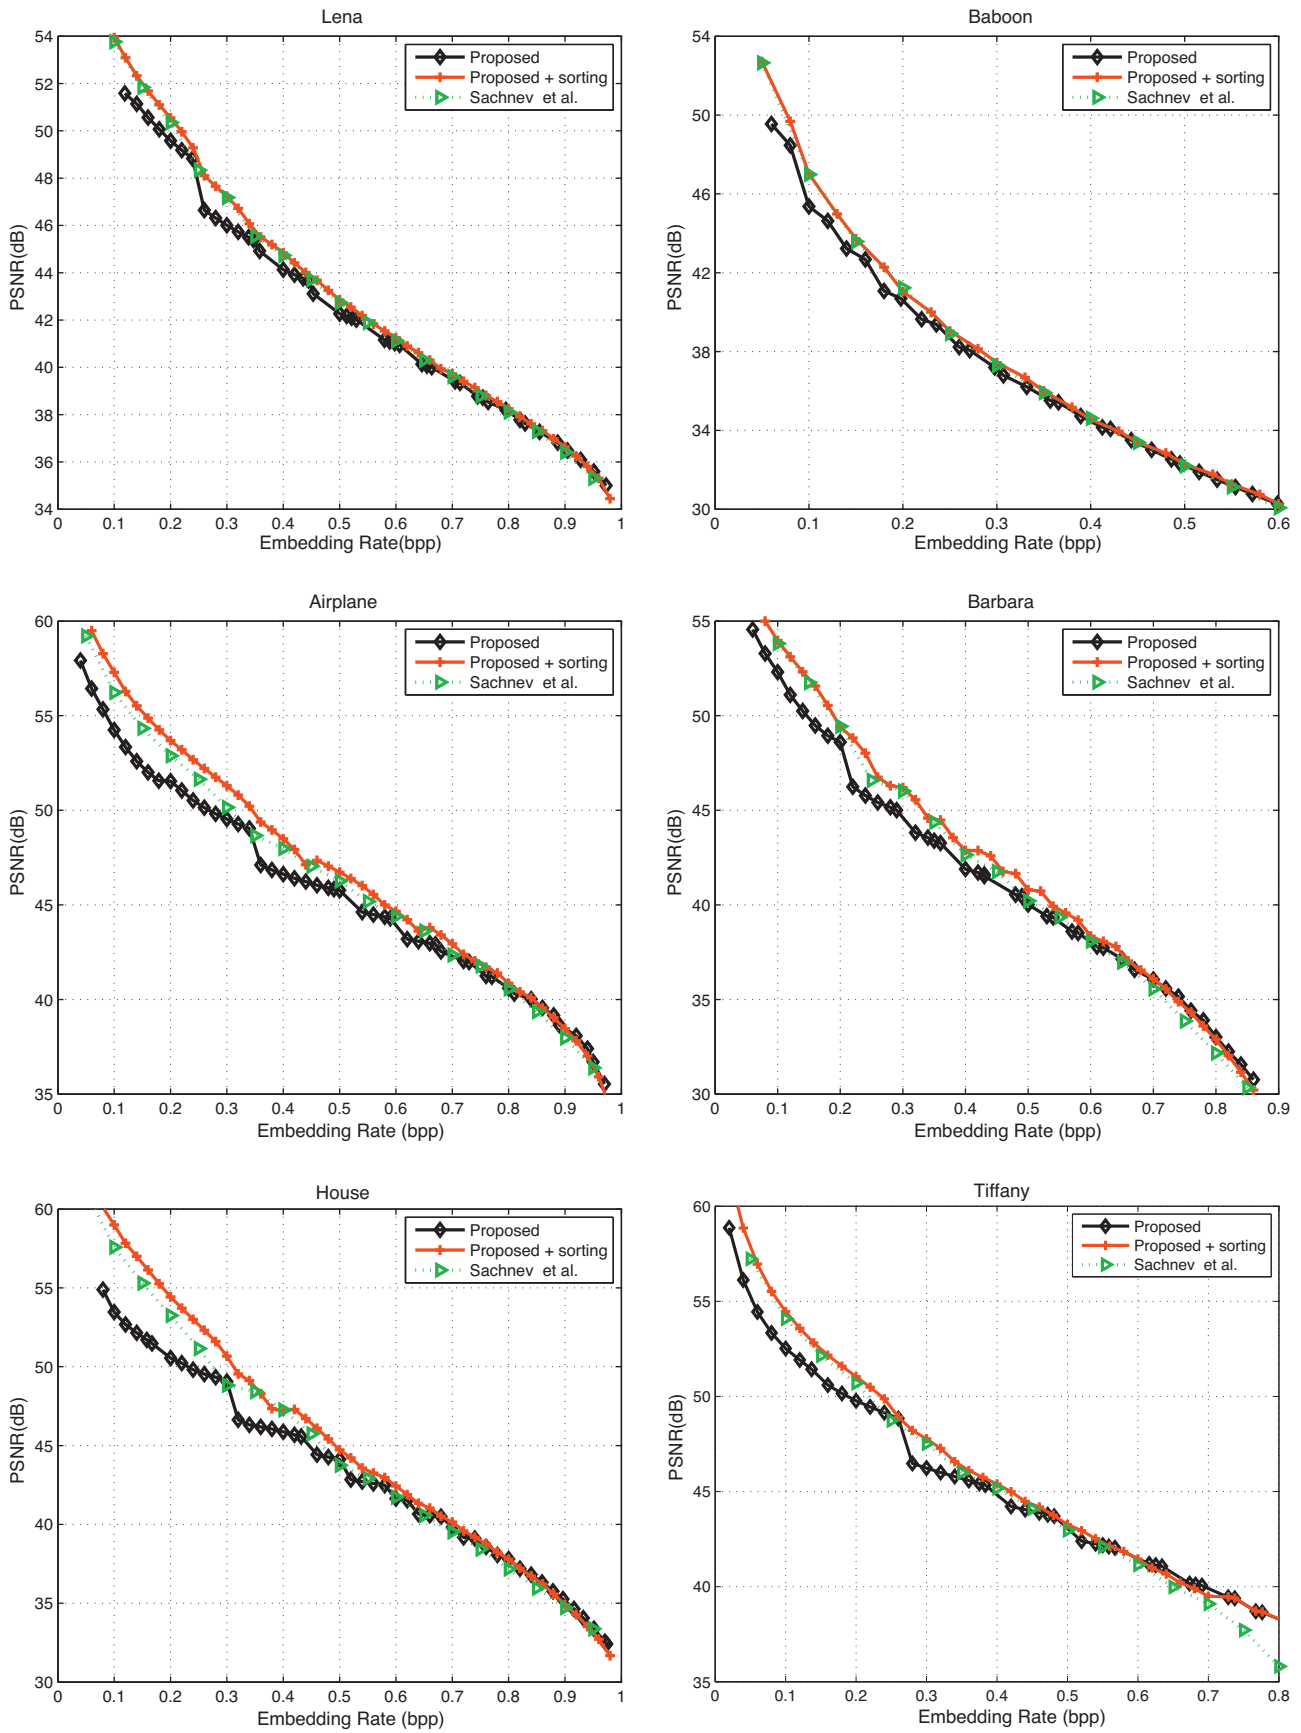 Lena
54
52
50
48
46
44
42
40
38
36
34
PSNR(dB)
Proposed
Proposed + sorting
Sachnev et al.
0 0.1 0.2 0.3 0.4 0.5 0.6 0.7 0.8 0.9 1
Embedding Rate(bpp)
Baboon
54
50
46
42
38
34
30
PSNR(dB)
Proposed
Proposed + sorting
Sachnev et al.
0 0.1 0.2 0.3 0.4 0.5 0.6
Embedding Rate (bpp)
Airplane
60
55
50
45
40
35
PSNR(dB)
Proposed
Proposed + sorting
Sachnev et al.
0 0.1 0.2 0.3 0.4 0.5 0.6 0.7 0.8 0.9 1
Embedding Rate (bpp)
Barbara
55
50
45
40
35
30
PSNR(dB)
Proposed
Proposed + sorting
Sachnev et al.
0 0.1 0.2 0.3 0.4 0.5 0.6 0.7 0.8 0.9
Embedding Rate (bpp)
House
60
55
50
45
40
35
30
PSNR(dB)
Proposed
Proposed + sorting
Sachnev et al.
0 0.1 0.2 0.3 0.4 0.5 0.6 0.7 0.8 0.9 1
Embedding Rate (bpp)
Tiffany
60
55
50
45
40
35
PSNR(dB)
Proposed
Proposed + sorting
Sachnev et al.
0 0.1 0.2 0.3 0.4 0.5 0.6 0.7 0.8
Embedding Rate (bpp)